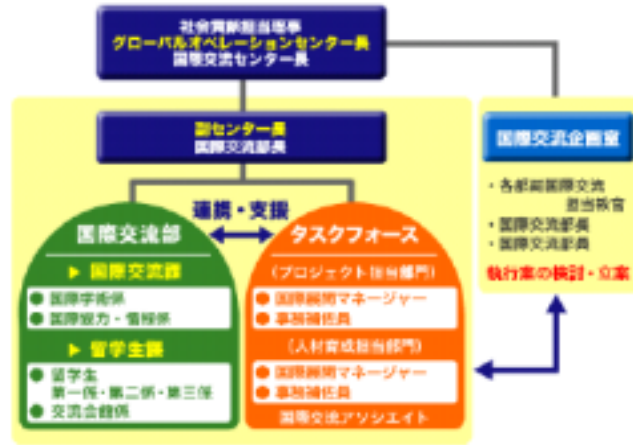 社会貢献担当理事
グローバルオペレーションセンター長
国際交流センター長
副センター長
国際交流部長
国際交流企画室
・各部局国際交流
担当教官
・国際交流部長
・国際交流部員
執行案の検討・立案
連携・支援
国際交流部
▶ 国際交流課
● 国際学術係
● 国際協力・情報係
▶ 留学生課
● 留学生
第一係・第二係・第三係
● 交流会館係
タスクフォース
(プロジェクト担当部門)
● 国際展開マネージャー
● 事務補佐員
(人材育成担当部門)
● 国際展開マネージャー
● 事務補佐員
国際交流アソシエイト